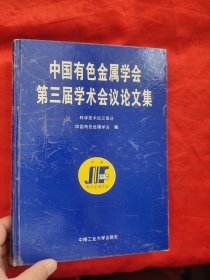 中国有色金属学会
第三届学术会议论文集
科学技术论文部分
中国有色金属学会 编
中南工业大学出版社